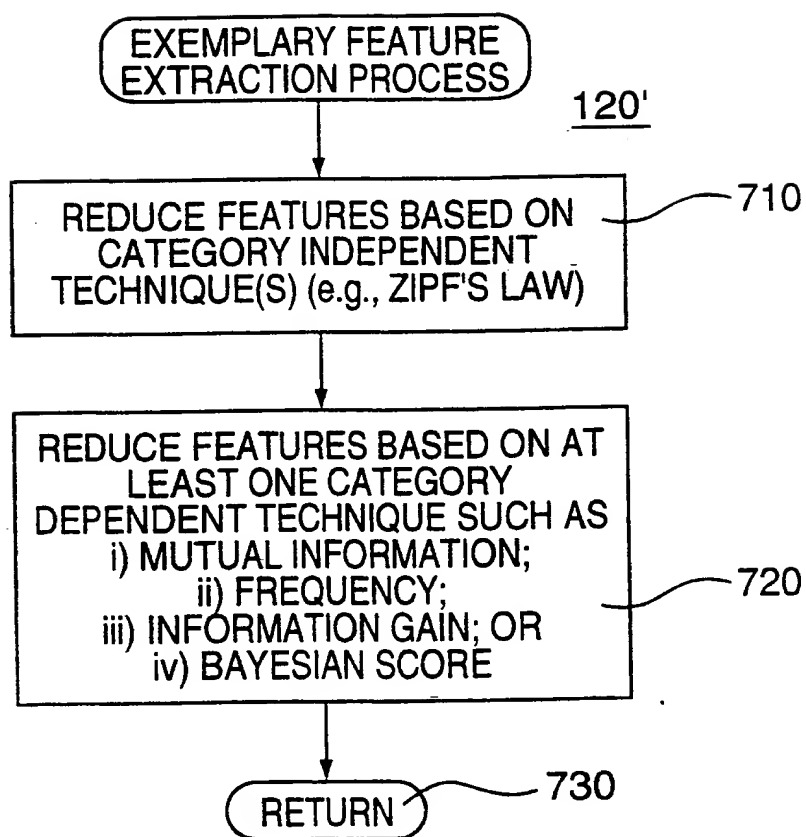 EXEMPLARY FEATURE
EXTRACTION PROCESS
120'
REDUCE FEATURES BASED ON
CATEGORY INDEPENDENT
TECHNIQUE(S) (e.g., ZIPF'S LAW)
710
REDUCE FEATURES BASED ON AT
LEAST ONE CATEGORY
DEPENDENT TECHNIQUE SUCH AS
i) MUTUAL INFORMATION;
ii) FREQUENCY;
iii) INFORMATION GAIN; OR
iv) BAYESIAN SCORE
720
RETURN
730